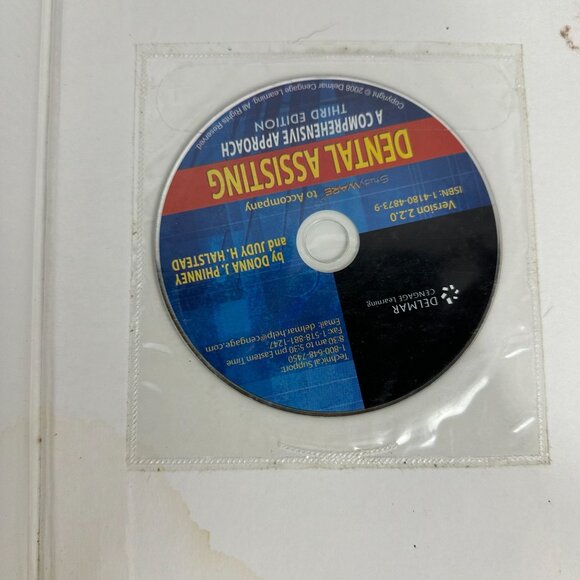 Version 2.2.0
ISBN: 1-4180-4873-9
StudyWARE to Accompany
DENTAL ASSISTING
A COMPREHENSIVE APPROACH
THIRD EDITION
Copyright © 2008 Delmar Cengage Learning All Rights Reserved
by DONNA J. PHINNEY
and JUDY H. HALSTEAD
DELMAR
CENGAGE Learning
Technical Support:
1-800-648-7450
8:30 am to 5:30 pm Eastern Time
Fax: 1-518-881-1247
Email: delmar.help@cengage.com